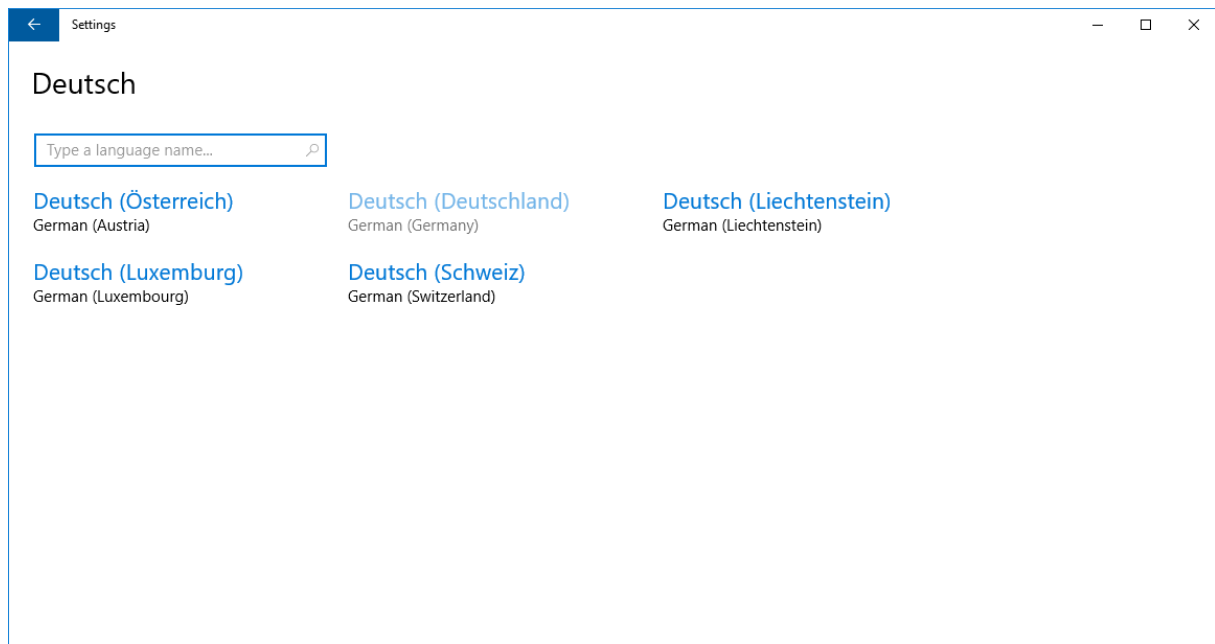 Settings
Deutsch
Type a language name...
Deutsch (Österreich)
German (Austria)
Deutsch (Deutschland)
German (Germany)
Deutsch (Liechtenstein)
German (Liechtenstein)
Deutsch (Luxemburg)
German (Luxembourg)
Deutsch (Schweiz)
German (Switzerland)